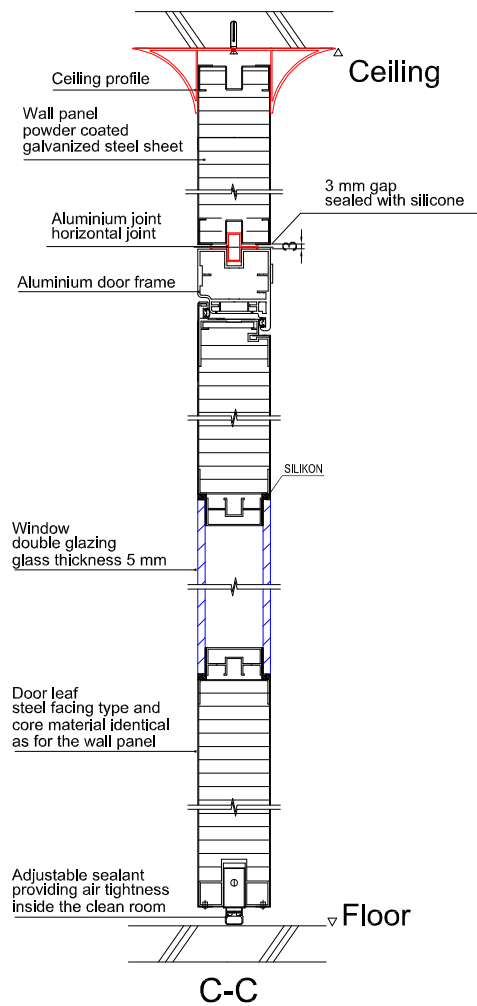 Ceiling
Ceiling profile
Wall panel
powder coated
galvanized steel sheet
3 mm gap
sealed with silicone
Aluminium joint
horizontal joint
3
Aluminium door frame
SILIKON
Window
double glazing
glass thickness 5 mm
Door leaf
steel facing type and
core material identical
as for the wall panel
Adjustable sealant
providing air tightness
inside the clean room
Floor
C-C